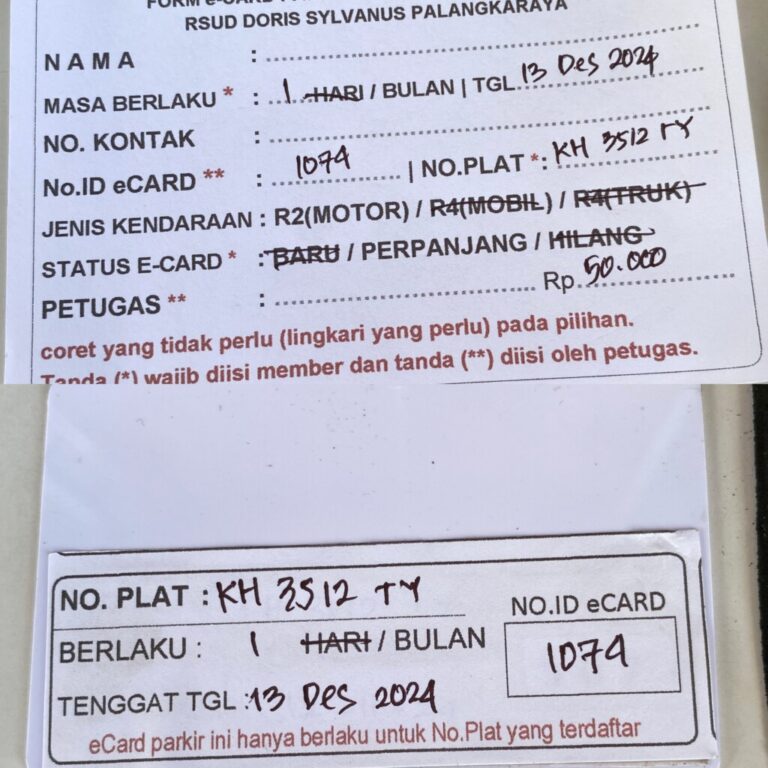 FORM e-CARD
RSUD DORIS SYLVANUS PALANGKARAYA
NAMA :
MASA BERLAKU * : 1 HARI / BULAN | TGL 13 Des 2024
NO. KONTAK :
No.ID eCARD ** : 1074 | NO.PLAT *: KH 3512 TY
JENIS KENDARAAN : R2(MOTOR) / R4(MOBIL) / R4(TRUK)
STATUS E-CARD * : BARU / PERPANJANG / HILANG
PETUGAS ** : Rp. 50.000
coret yang tidak perlu (lingkari yang perlu) pada pilihan.
Tanda (*) wajib diisi member dan tanda (**) diisi oleh petugas.
NO. PLAT : KH 3512 TY
NO.ID eCARD
BERLAKU : 1 HARI / BULAN
1074
TENGGAT TGL : 13 Des 2024
eCard parkir ini hanya berlaku untuk No.Plat yang terdaftar